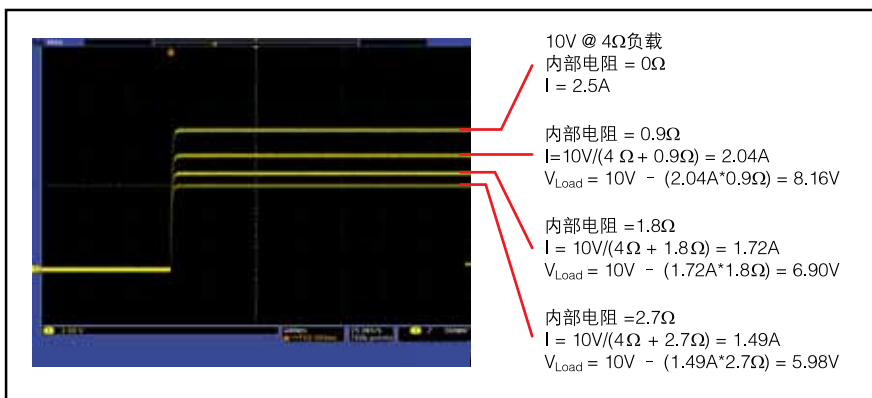 10V @ 4Ω负载
内部电阻 = 0Ω
I = 2.5A
内部电阻 = 0.9Ω
I=10V/(4 Ω + 0.9Ω) = 2.04A
VLoad = 10V － (2.04A*0.9Ω) = 8.16V
内部电阻 =1.8Ω
I = 10V/(4Ω + 1.8Ω) = 1.72A
VLoad = 10V － (1.72A*1.8Ω) = 6.90V
内部电阻 =2.7Ω
I = 10V/(4Ω + 2.7Ω) = 1.49A
VLoad = 10V － (1.49A*2.7Ω) = 5.98V